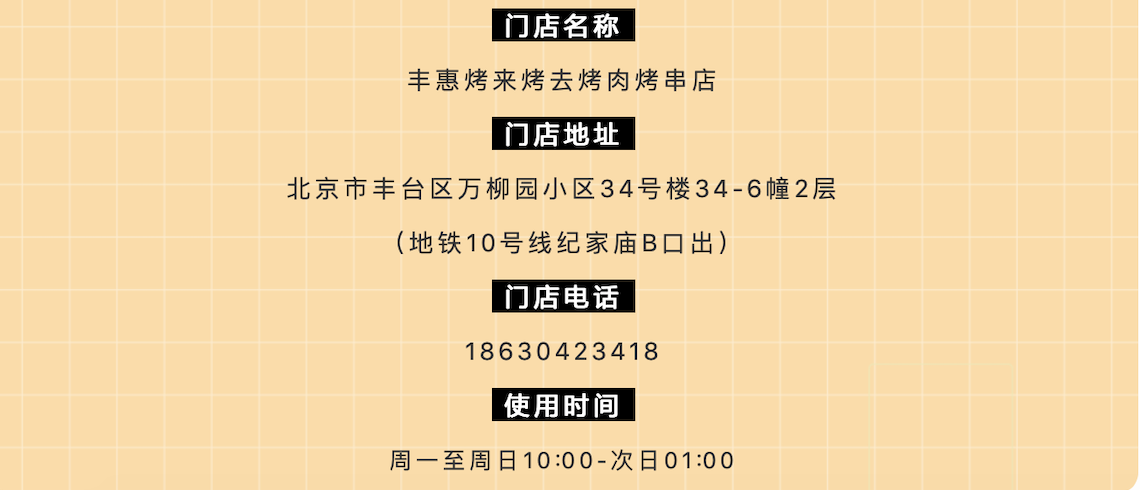 门店名称
丰惠烤来烤去烤肉烤串店
门店地址
北京市丰台区万柳园小区34号楼34-6幢2层
（地铁10号线纪家庙B口出）
门店电话
18630423418
使用时间
周一至周日10:00-次日01:00